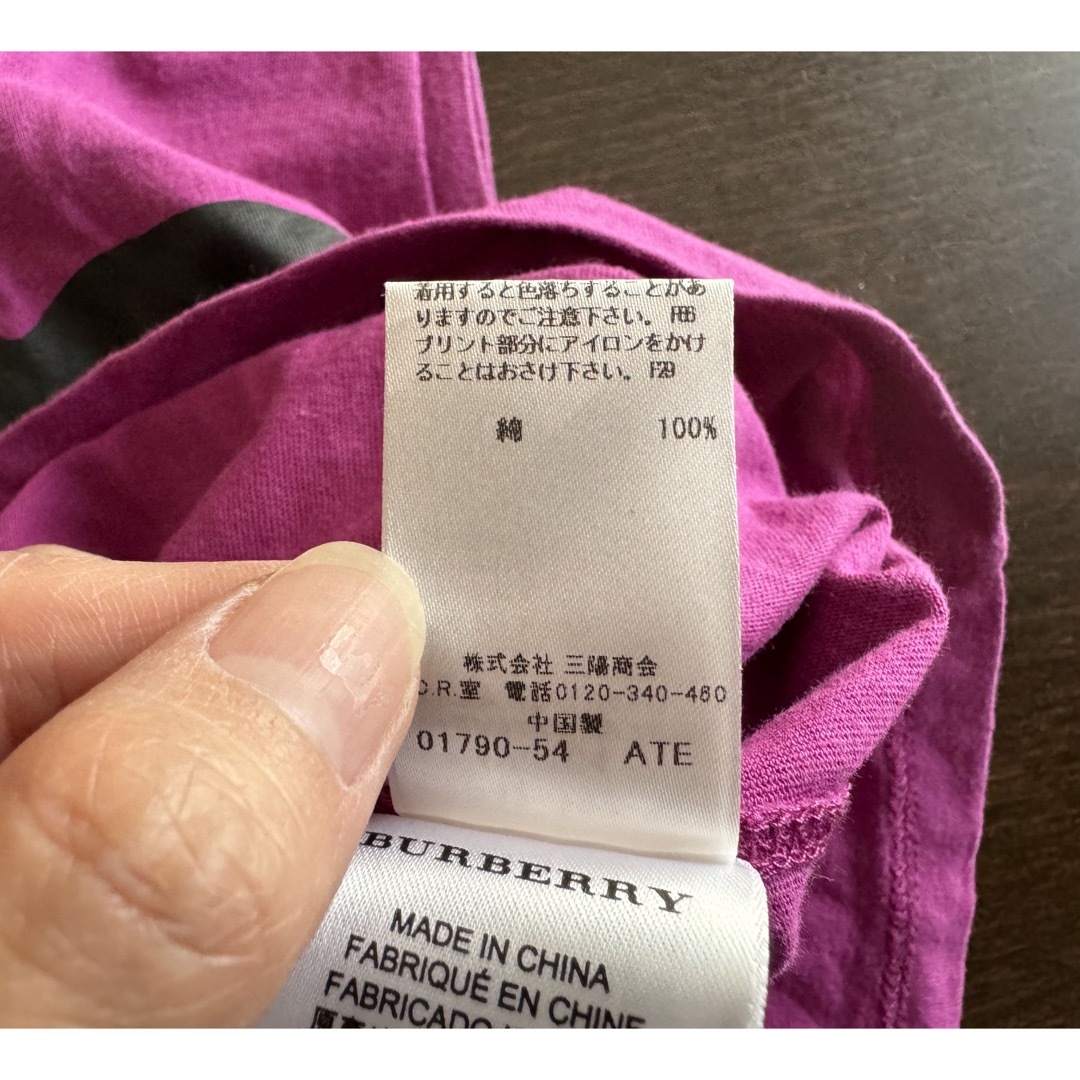 着用すると色落ちすることがあ
りますのでご注意下さい。
プリント部分にアイロンをかけ
ることはおさけ下さい。 F29
綿 100%
株式会社 三陽商会
C.R.室 電話0120-340-460
中国製
01790-54 ATE
BURBERRY
MADE IN CHINA
FABRIQUÉ EN CHINE
FABRICADO